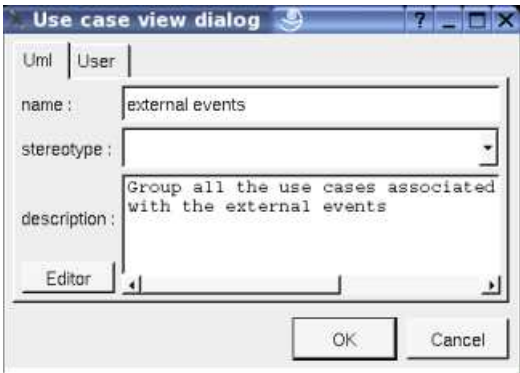 Use case view dialog ?
Uml User
name : external events
stereotype :
Group all the use cases associated
with the external events
description :
Editor
OK Cancel